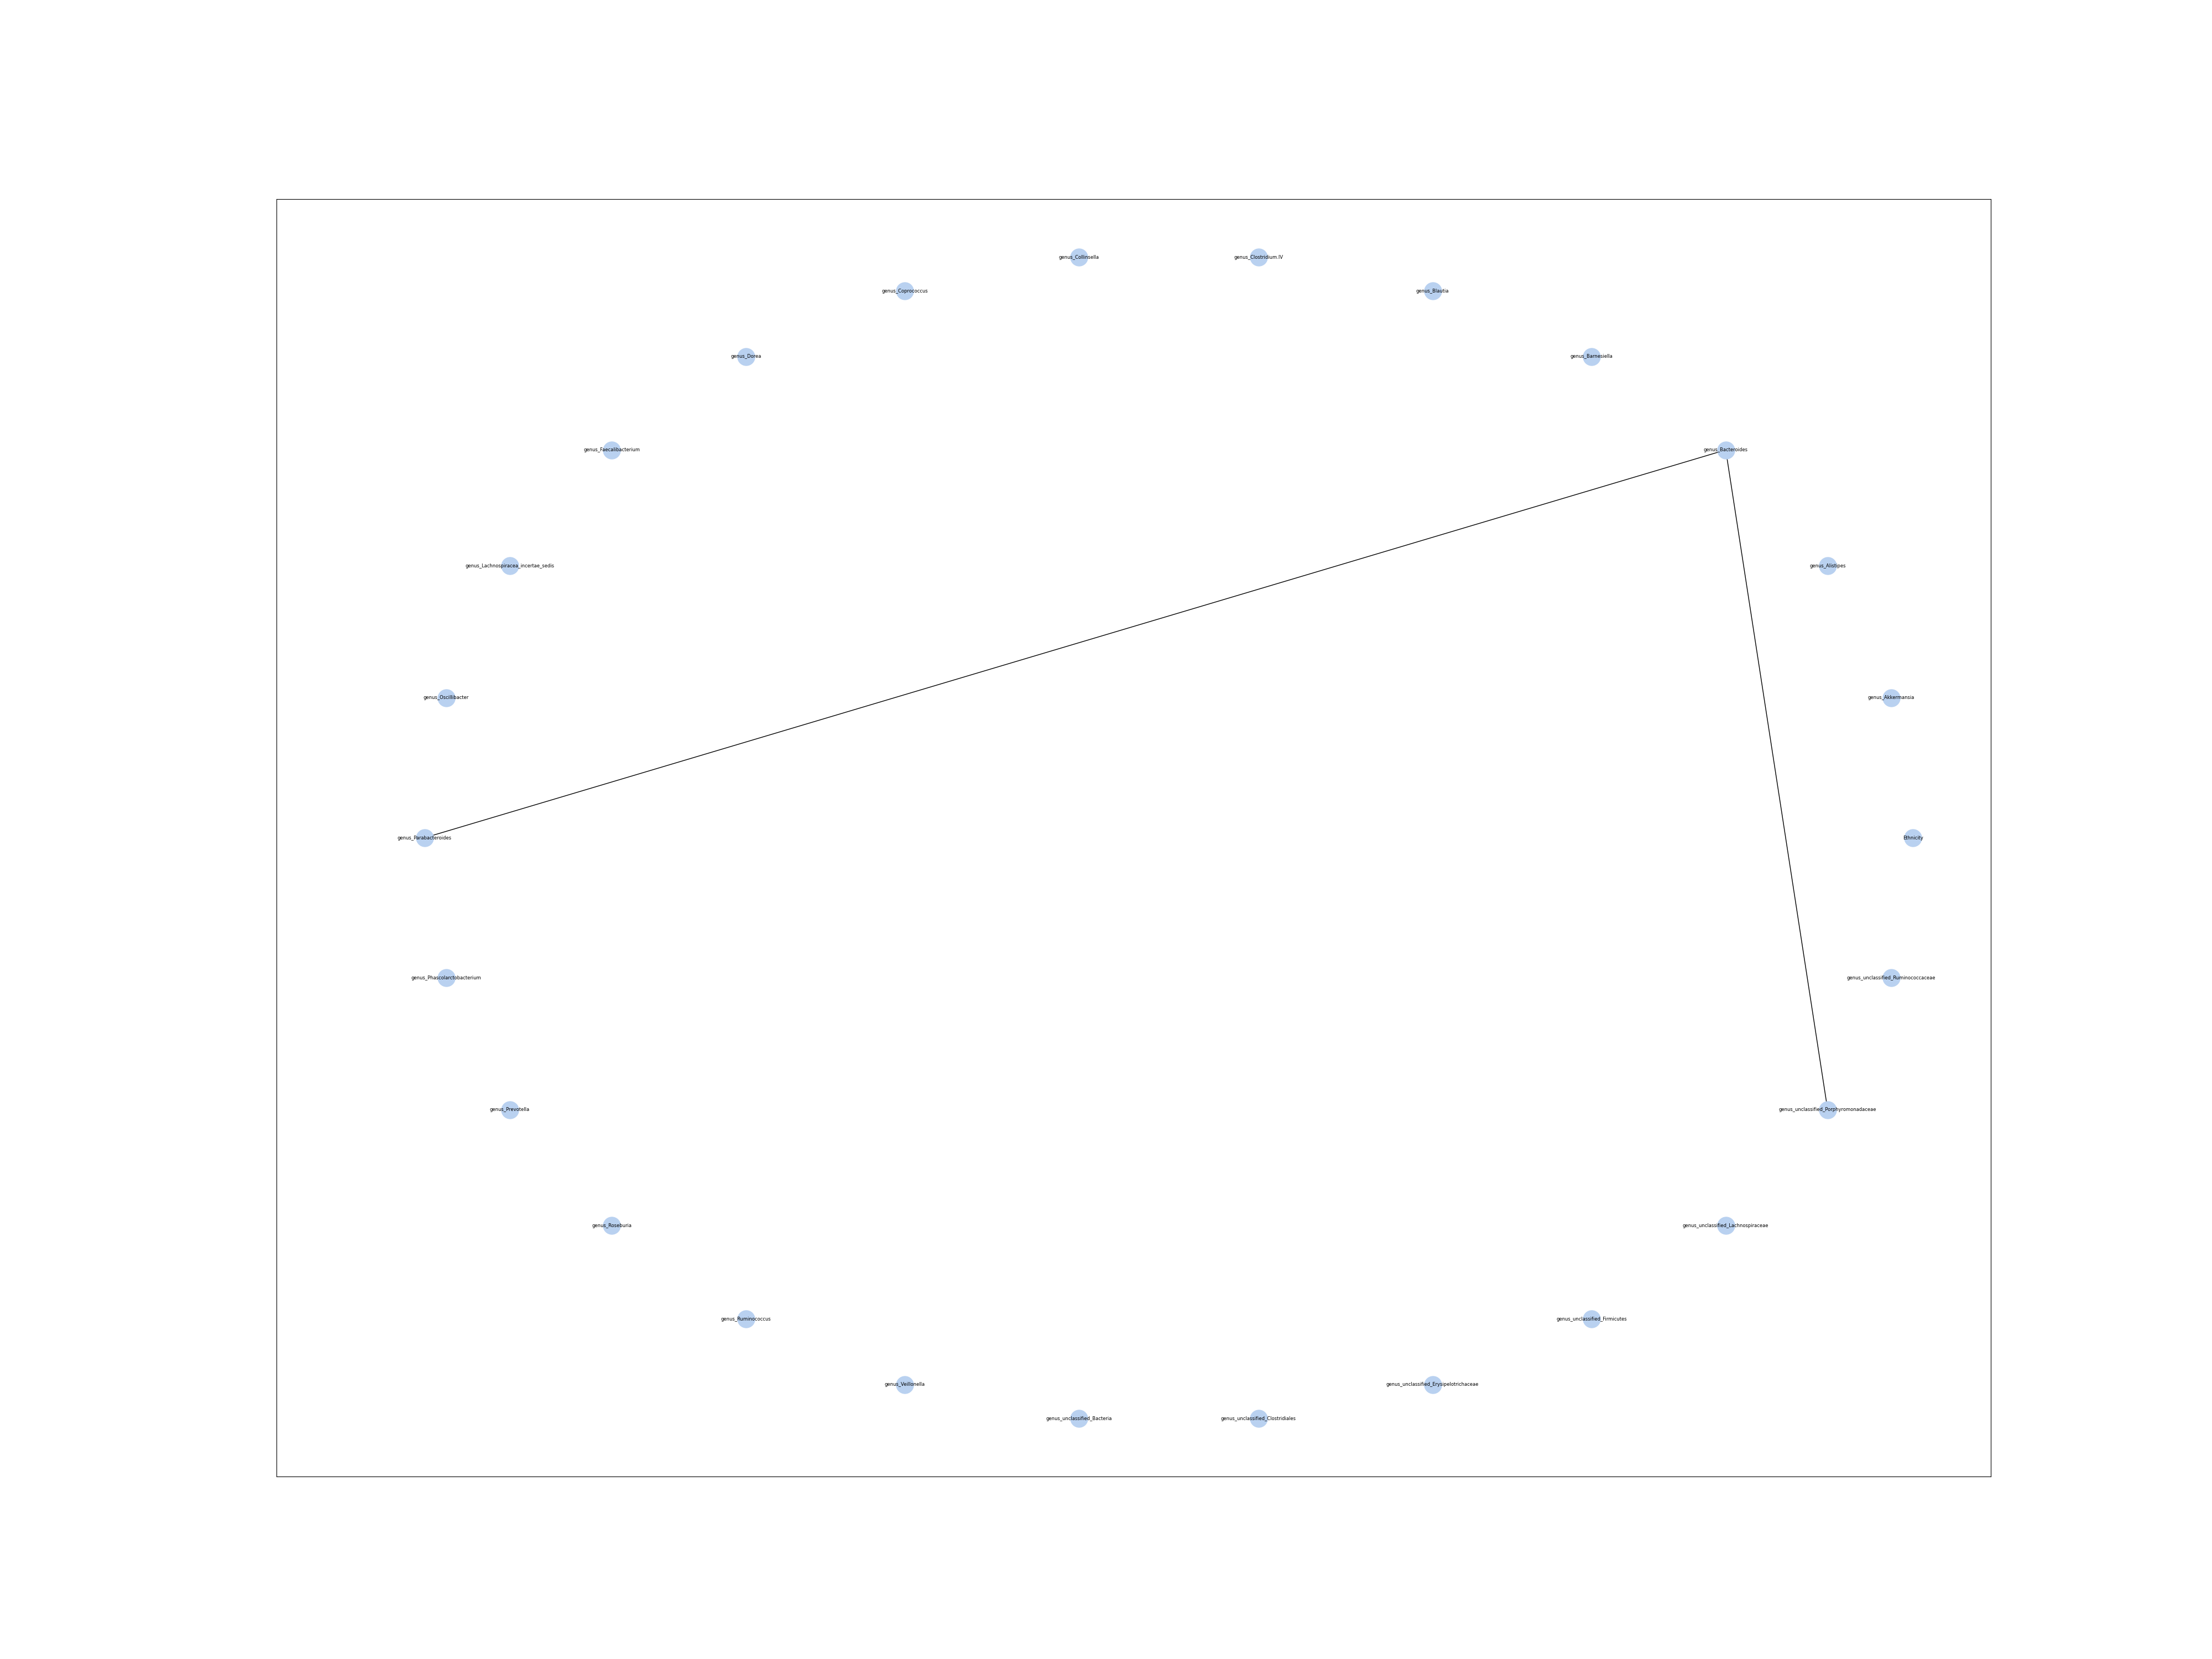 genus_Collinsella
genus_Clostridium.IV
genus_Coprococcus
genus_Blautia
genus_Dorea
genus_Barnesiella
genus_Faecalibacterium
genus_Bacteroides
genus_Lachnospiracea_incertae_sedis
genus_Alistipes
genus_Oscillibacter
genus_Akkermansia
genus_Parabacteroides
Ethnicity
genus_Phascolarctobacterium
genus_unclassified_Ruminococcaceae
genus_Prevotella
genus_unclassified_Porphyromonadaceae
genus_Roseburia
genus_unclassified_Lachnospiraceae
genus_Ruminococcus
genus_unclassified_Firmicutes
genus_Veillonella
genus_unclassified_Erysipelotrichaceae
genus_unclassified_Bacteria
genus_unclassified_Clostridiales